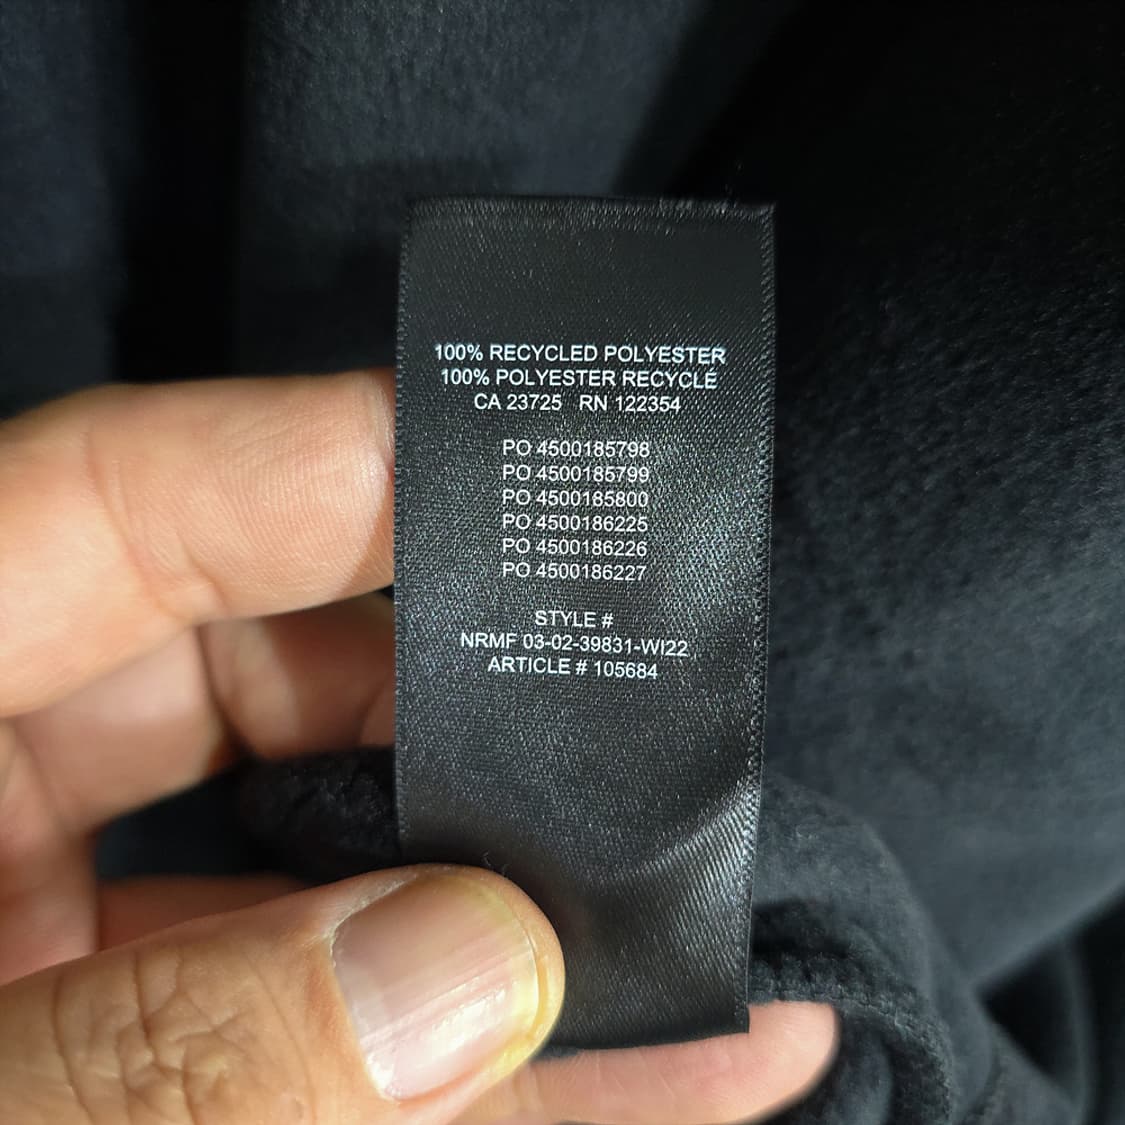 100% RECYCLED POLYESTER
100% POLYESTER RECYCLÉ
CA 23725 RN 122354
PO 4500185798
PO 4500185799
PO 4500185800
PO 4500186225
PO 4500186226
PO 4500186227
STYLE #
NRMF 03-02-39831-WI22
ARTICLE # 105684